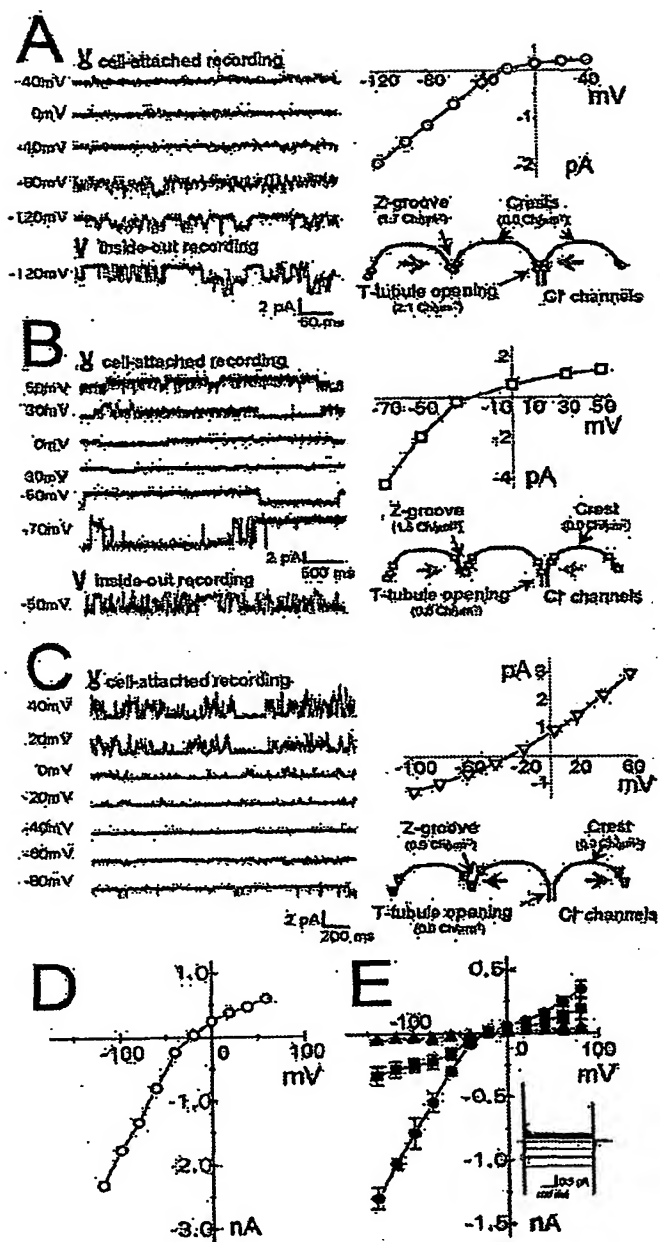 A
cell-attached recording
-40mV
0mV
-40mV
-80mV
-120mV
Inside-out recording
-120mV
2 pA
50 ms
1
-120 -80 -40 40
mV
-1
-2
pA
Z-groove
Crests
T-tubule opening
Cl⁻ channels
B
cell-attached recording
50mV
30mV
0mV
-50mV
-70mV
2 pA
500 ms
Inside-out recording
-50mV
2
-70 -50 -10 10 30 50
mV
-2
-4
pA
Z-groove
Crest
T-tubule opening
Cl⁻ channels
C
cell-attached recording
40mV
20mV
0mV
-20mV
-40mV
-60mV
-80mV
2 pA
200 ms
pA
3
2
1
-100 -60 -20 20 60
mV
-1
Z-groove
Crest
T-tubule opening
Cl⁻ channels
D
1.0
-100 0 100
mV
-1.0
-2.0
-3.0 nA
E
0.5
-100 0 100
mV
-0.5
-1.0
-1.5 nA